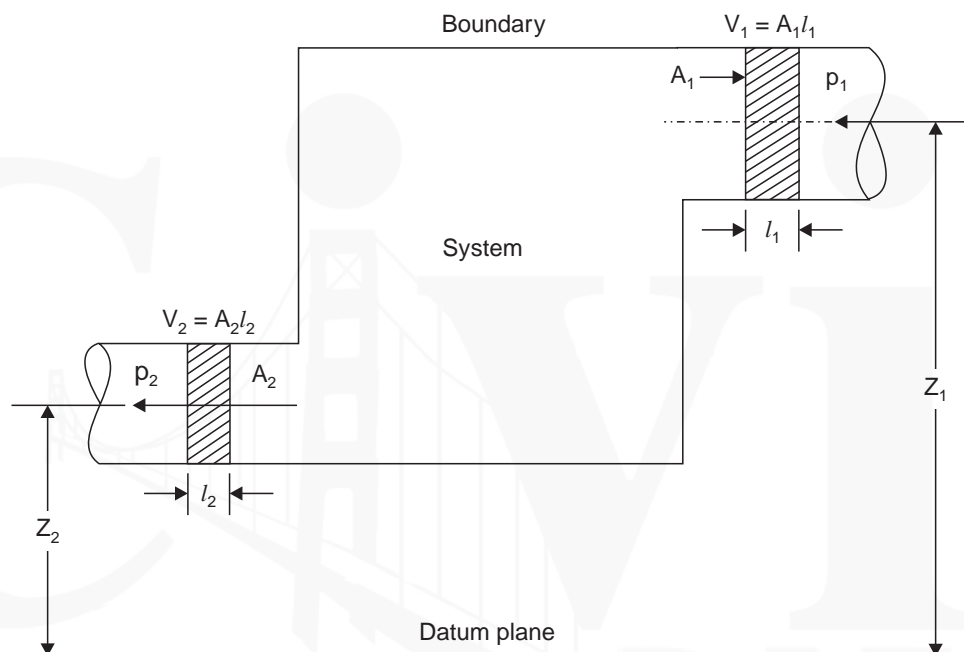 Boundary
V₁ = A₁l₁
A₁
p₁
l₁
System
V₂ = A₂l₂
p₂
A₂
Z₁
l₂
Z₂
Datum plane